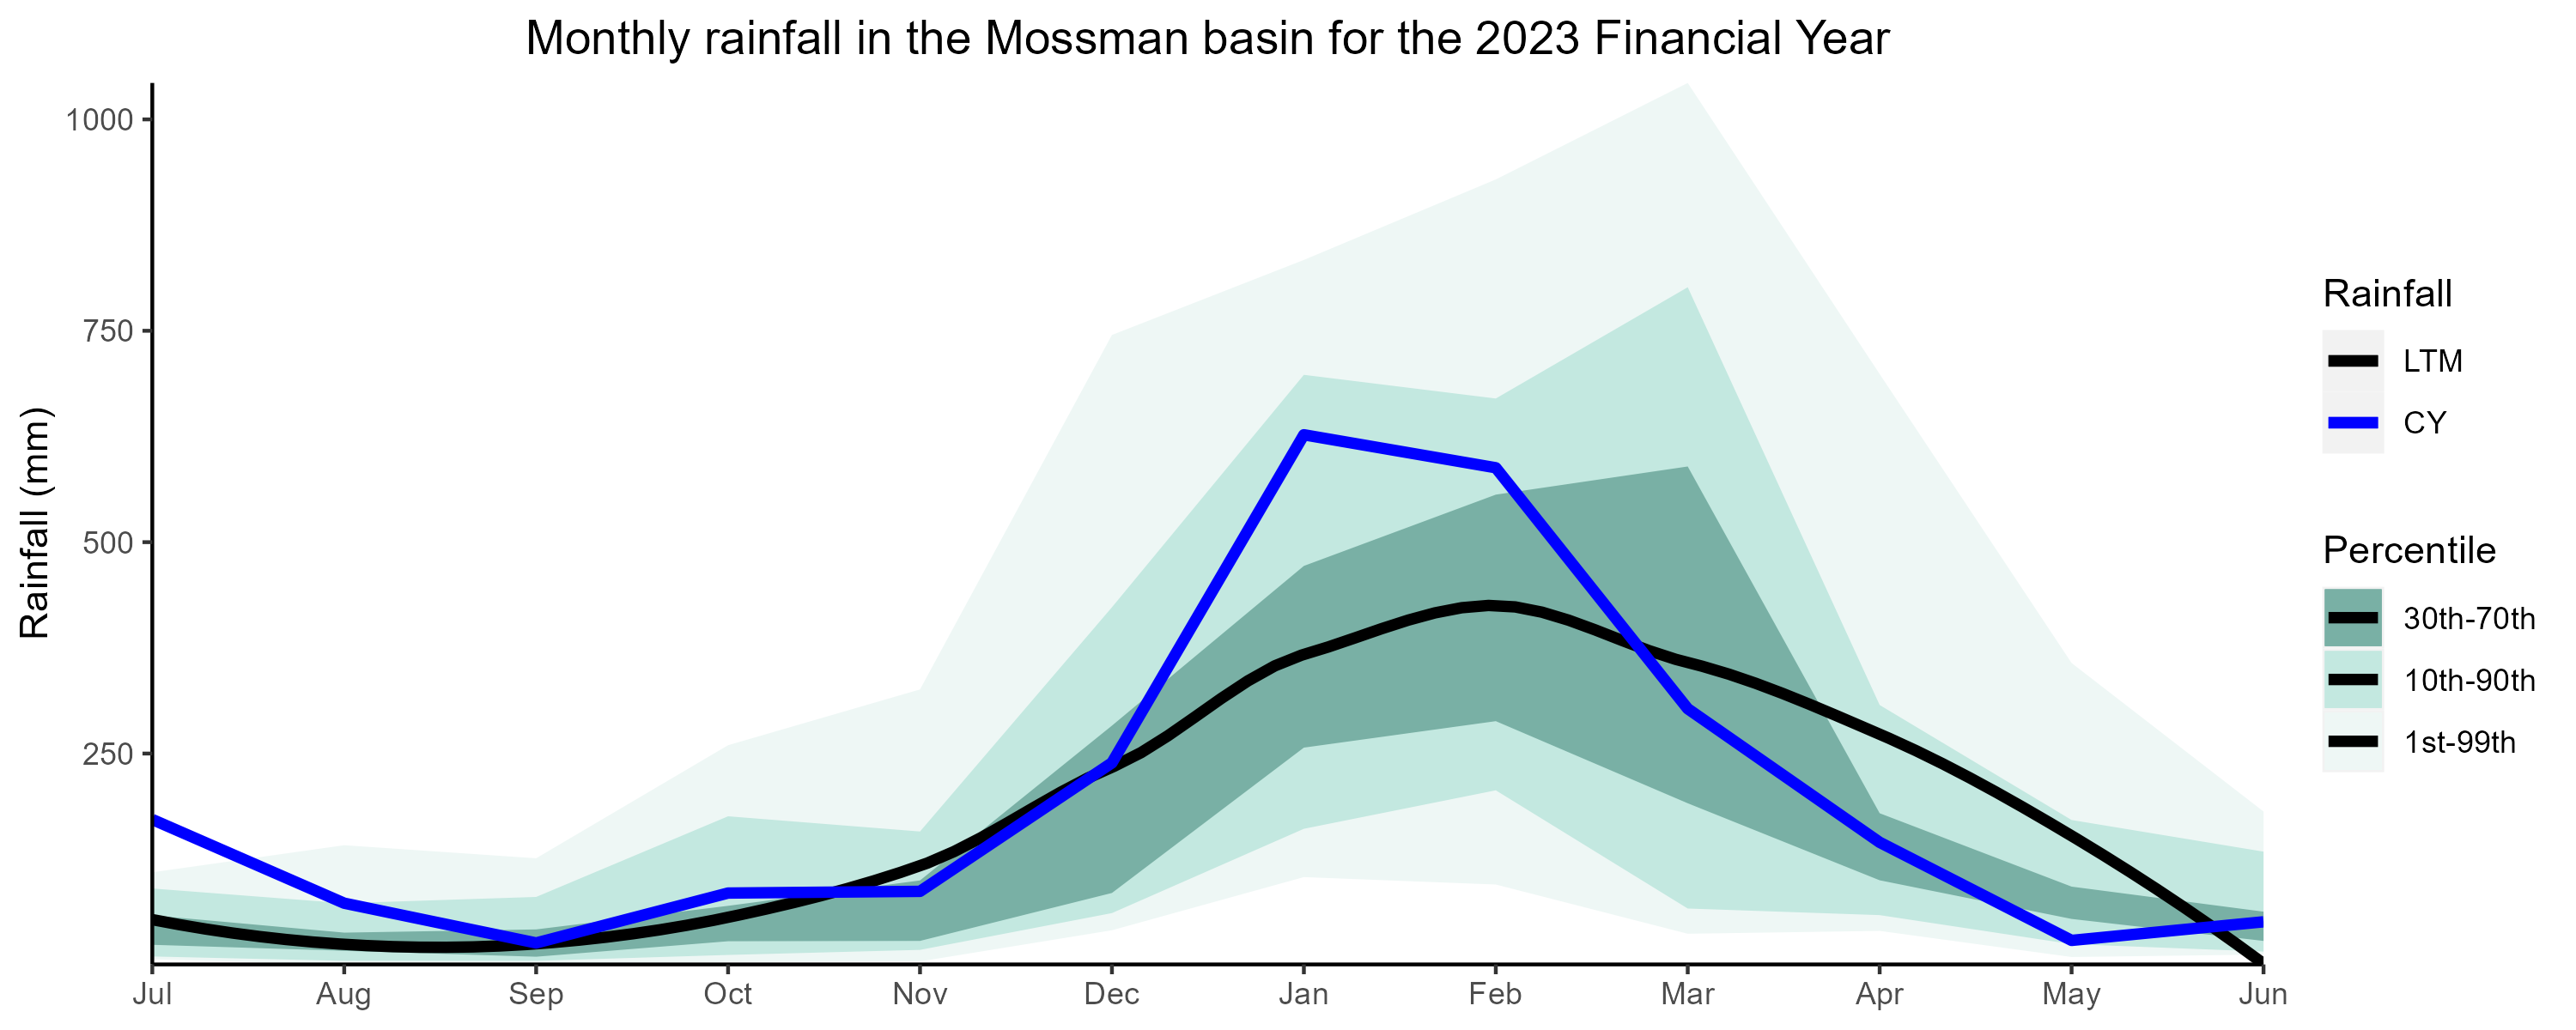 Monthly rainfall in the Mossman basin for the 2023 Financial Year
Rainfall (mm)
1000
750
500
250
Jul Aug Sep Oct Nov Dec Jan Feb Mar Apr May Jun
Rainfall
LTM
CY
Percentile
30th-70th
10th-90th
1st-99th